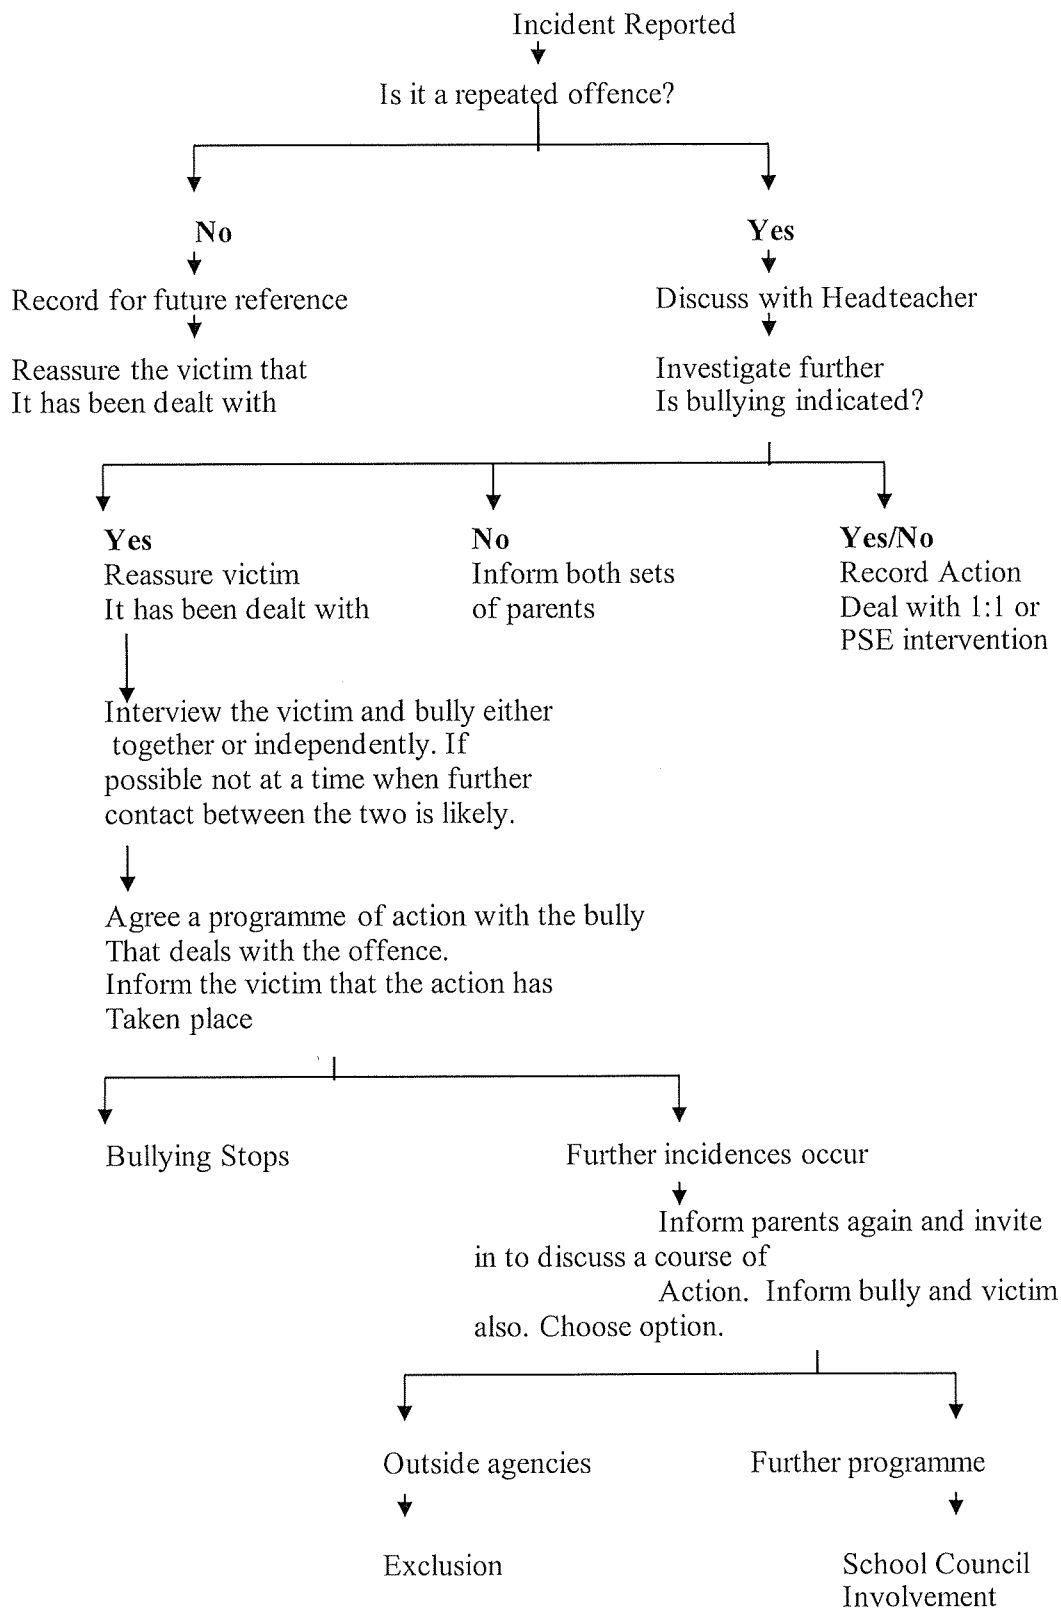 Incident Reported
Is it a repeated offence?
No
Yes
Record for future reference
Discuss with Headteacher
Reassure the victim that
It has been dealt with
Investigate further
Is bullying indicated?
Yes
Reassure victim
It has been dealt with
No
Inform both sets
of parents
Yes/No
Record Action
Deal with 1:1 or
PSE intervention
Interview the victim and bully either
together or independently. If
possible not at a time when further
contact between the two is likely.
Agree a programme of action with the bully
That deals with the offence.
Inform the victim that the action has
Taken place
Bullying Stops
Further incidences occur
Inform parents again and invite
in to discuss a course of
Action. Inform bully and victim
also. Choose option.
Outside agencies
Further programme
Exclusion
School Council
Involvement